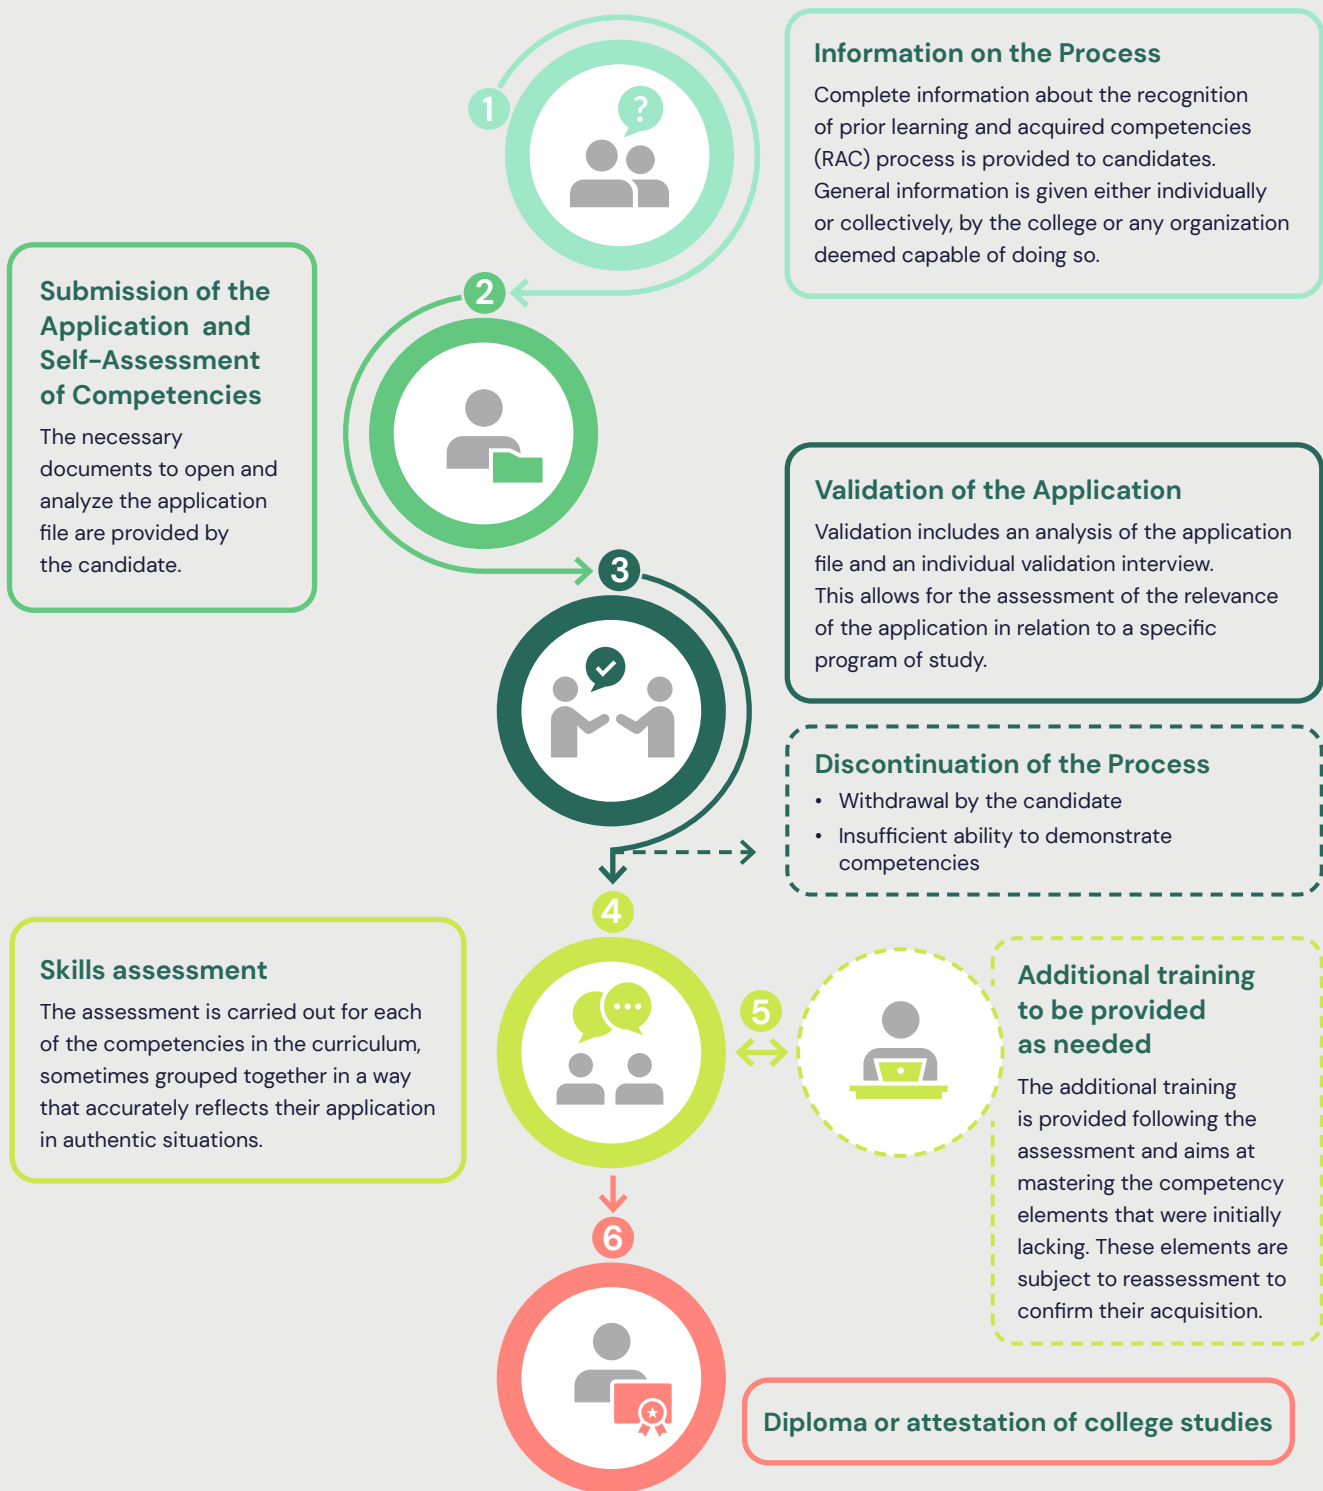 1
?
Information on the Process
Complete information about the recognition
of prior learning and acquired competencies
(RAC) process is provided to candidates.
General information is given either individually
or collectively, by the college or any organization
deemed capable of doing so.
2
Submission of the
Application and
Self-Assessment
of Competencies
The necessary
documents to open and
analyze the application
file are provided by
the candidate.
3
Validation of the Application
Validation includes an analysis of the application
file and an individual validation interview.
This allows for the assessment of the relevance
of the application in relation to a specific
program of study.
Discontinuation of the Process
• Withdrawal by the candidate
• Insufficient ability to demonstrate
competencies
4
Skills assessment
The assessment is carried out for each
of the competencies in the curriculum,
sometimes grouped together in a way
that accurately reflects their application
in authentic situations.
5
Additional training
to be provided
as needed
The additional training
is provided following the
assessment and aims at
mastering the competency
elements that were initially
lacking. These elements are
subject to reassessment to
confirm their acquisition.
6
Diploma or attestation of college studies